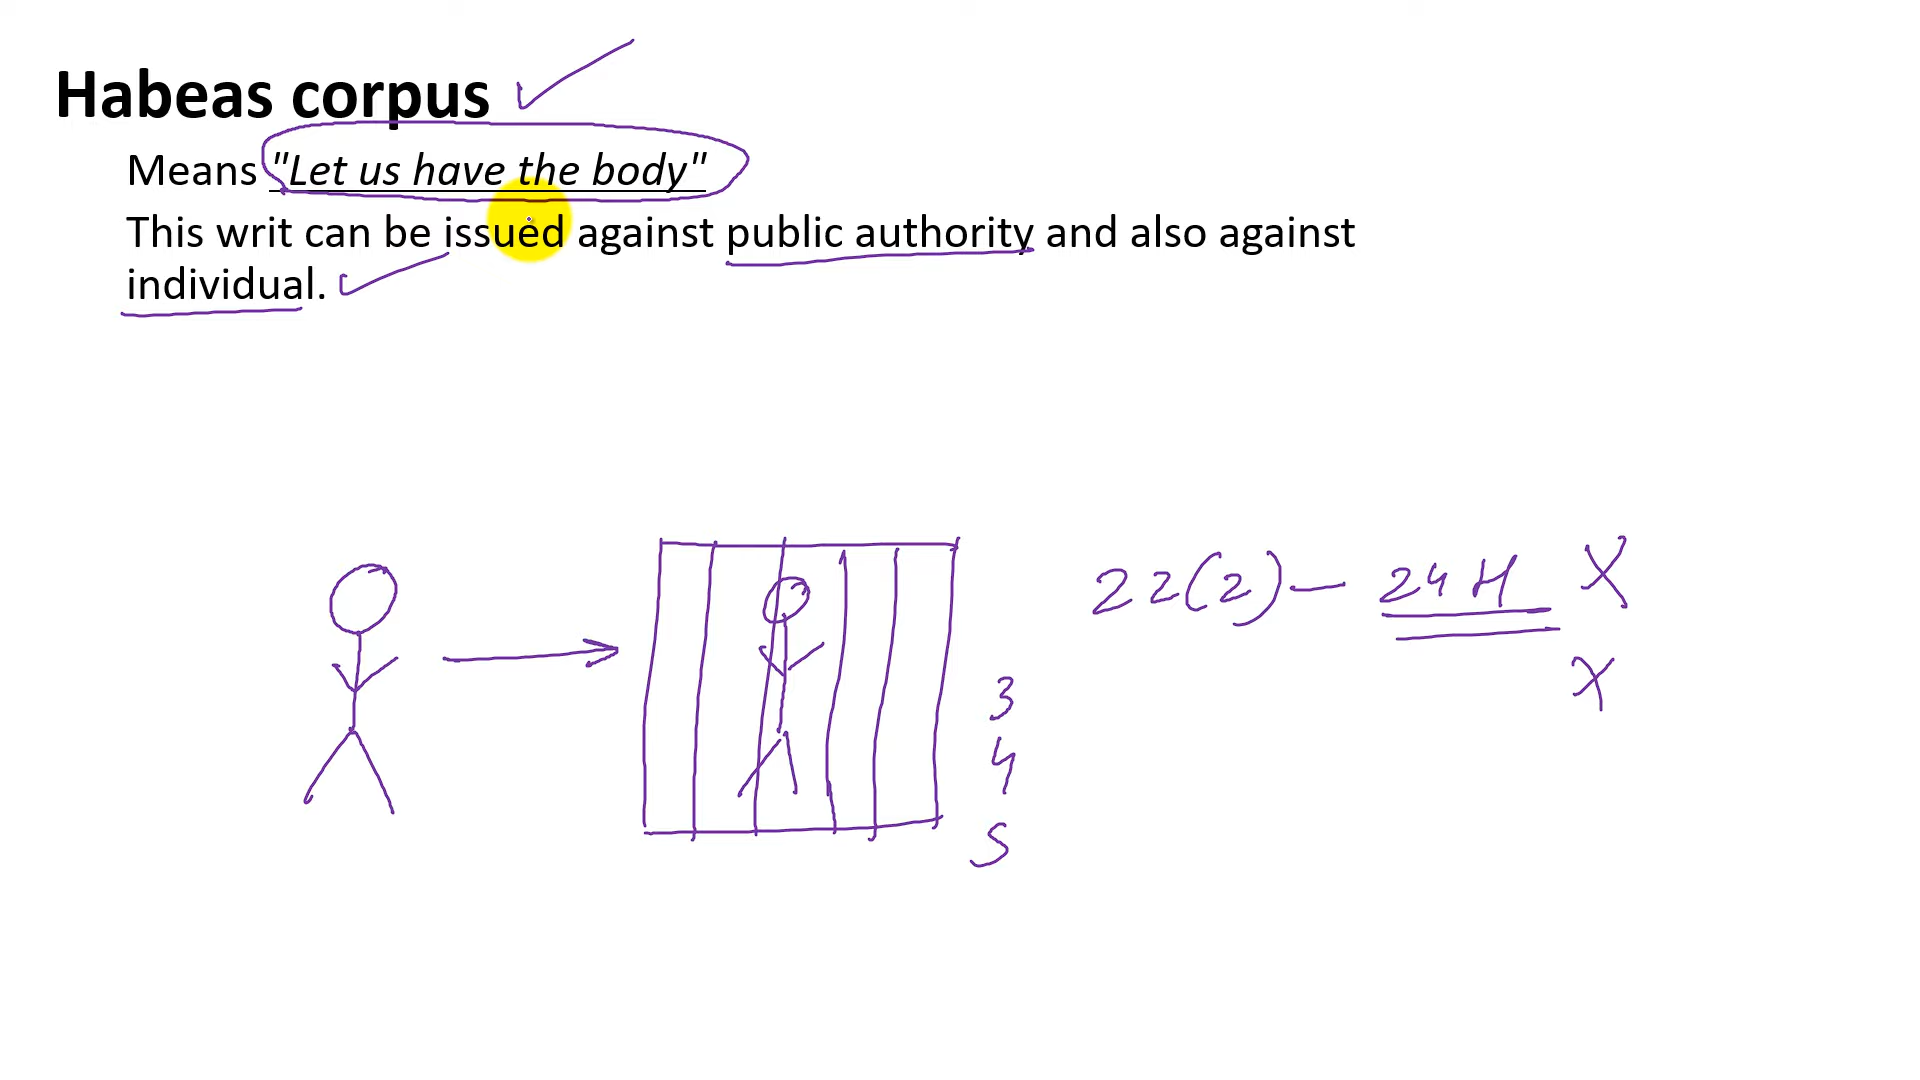 Habeas corpus
Means "Let us have the body"
This writ can be issued against public authority and also against
individual.
22(2) - 24 H X
X
3
4
5